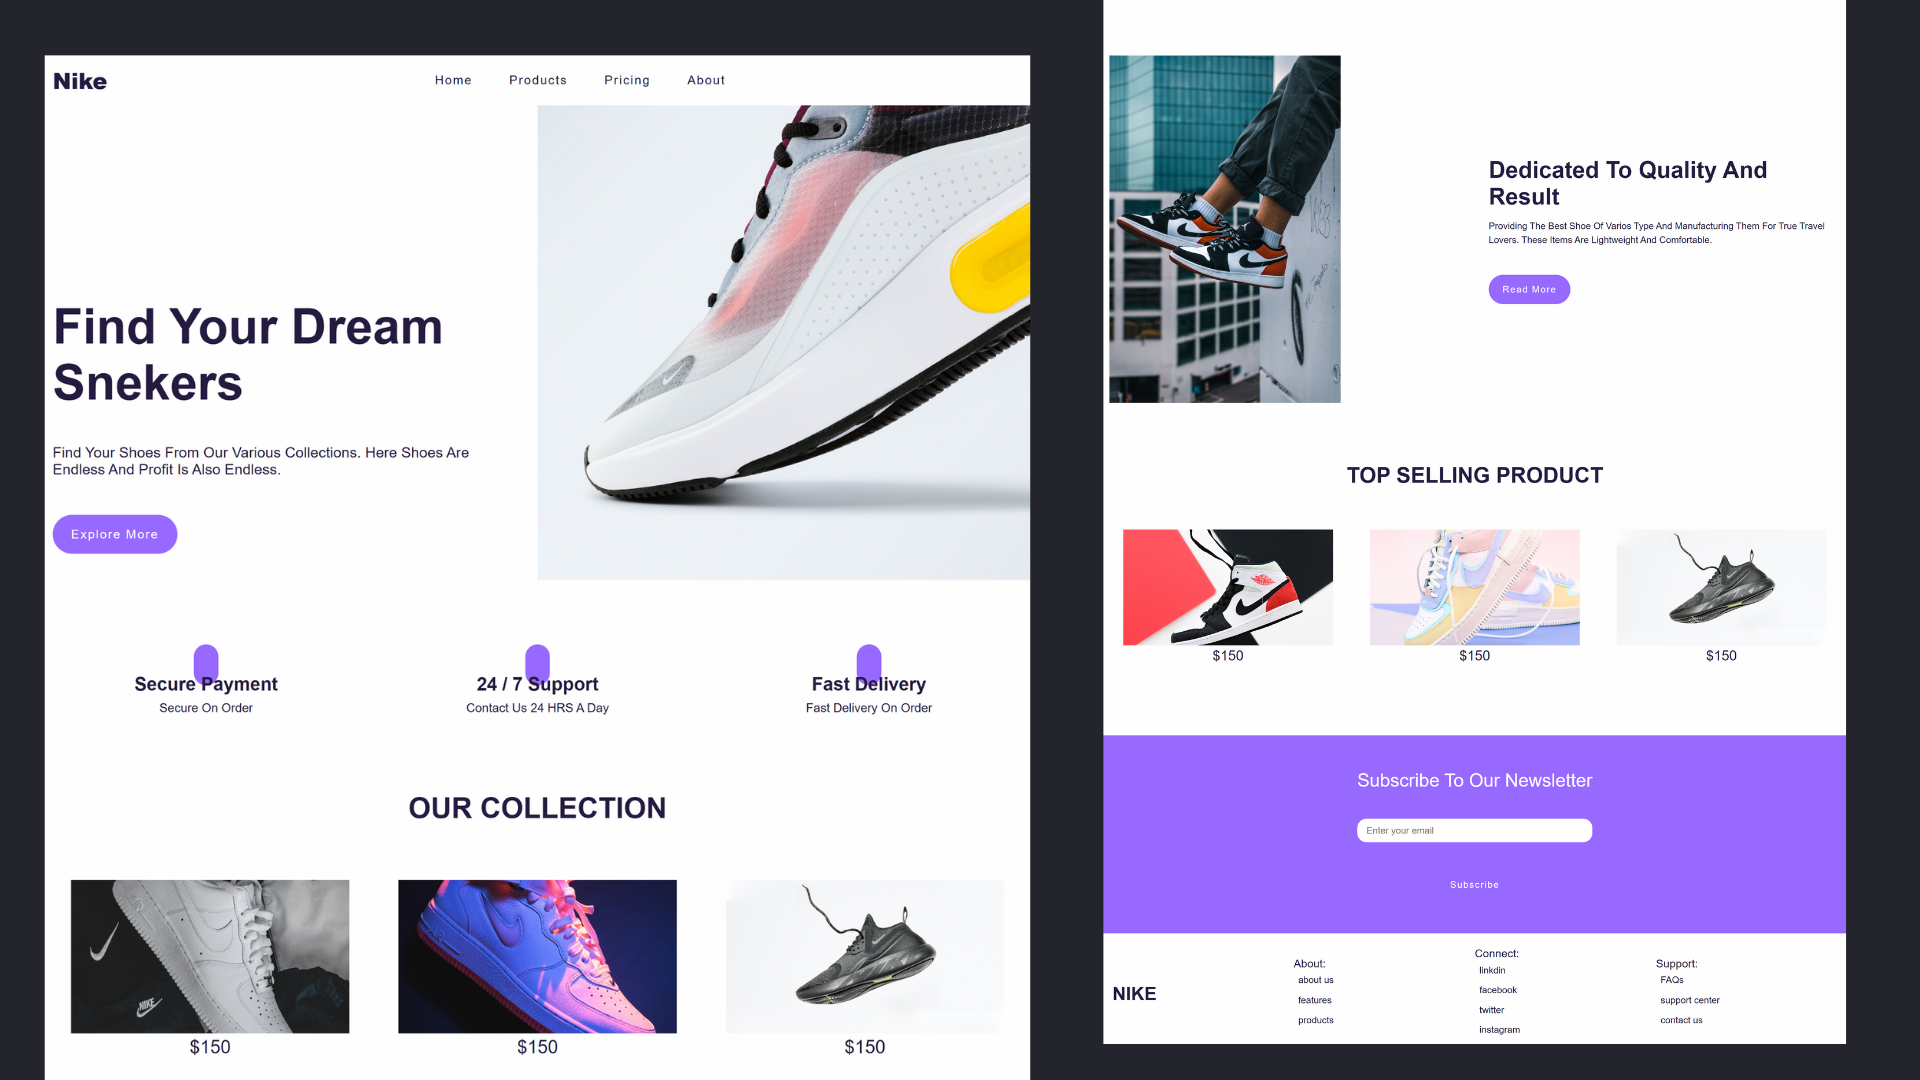 Nike
Home Products Pricing About
Find Your Dream
Snekers
Find Your Shoes From Our Various Collections. Here Shoes Are
Endless And Profit Is Also Endless.
Explore More
Secure Payment
Secure On Order
24 / 7 Support
Contact Us 24 HRS A Day
Fast Delivery
Fast Delivery On Order
OUR COLLECTION
NIKE
$150
$150
$150
Dedicated To Quality And
Result
Providing The Best Shoe Of Varios Type And Manufacturing Them For True Travel
Lovers. These Items Are Lightweight And Comfortable.
Read More
TOP SELLING PRODUCT
$150
$150
$150
Subscribe To Our Newsletter
Enter your email
Subscribe
NIKE
About:
about us
features
products
Connect:
linkdin
facebook
twitter
instagram
Support:
FAQs
support center
contact us